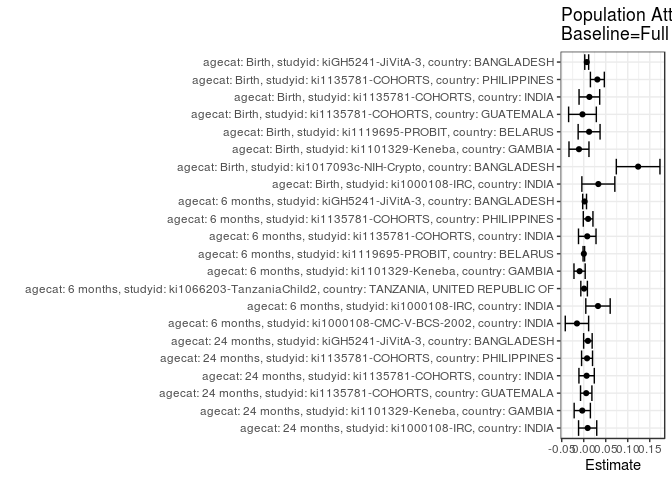 Population Att
Baseline=Full
agecat: Birth, studyid: kiGH5241-JiVitA-3, country: BANGLADESH
agecat: Birth, studyid: ki1135781-COHORTS, country: PHILIPPINES
agecat: Birth, studyid: ki1135781-COHORTS, country: INDIA
agecat: Birth, studyid: ki1135781-COHORTS, country: GUATEMALA
agecat: Birth, studyid: ki1119695-PROBIT, country: BELARUS
agecat: Birth, studyid: ki1101329-Keneba, country: GAMBIA
agecat: Birth, studyid: ki1017093c-NIH-Crypto, country: BANGLADESH
agecat: Birth, studyid: ki1000108-IRC, country: INDIA
agecat: 6 months, studyid: kiGH5241-JiVitA-3, country: BANGLADESH
agecat: 6 months, studyid: ki1135781-COHORTS, country: PHILIPPINES
agecat: 6 months, studyid: ki1135781-COHORTS, country: INDIA
agecat: 6 months, studyid: ki1119695-PROBIT, country: BELARUS
agecat: 6 months, studyid: ki1101329-Keneba, country: GAMBIA
agecat: 6 months, studyid: ki1066203-TanzaniaChild2, country: TANZANIA, UNITED REPUBLIC OF
agecat: 6 months, studyid: ki1000108-IRC, country: INDIA
agecat: 6 months, studyid: ki1000108-CMC-V-BCS-2002, country: INDIA
agecat: 24 months, studyid: kiGH5241-JiVitA-3, country: BANGLADESH
agecat: 24 months, studyid: ki1135781-COHORTS, country: PHILIPPINES
agecat: 24 months, studyid: ki1135781-COHORTS, country: INDIA
agecat: 24 months, studyid: ki1135781-COHORTS, country: GUATEMALA
agecat: 24 months, studyid: ki1101329-Keneba, country: GAMBIA
agecat: 24 months, studyid: ki1000108-IRC, country: INDIA
-0.05 0.00 0.05 0.10 0.15
Estimate